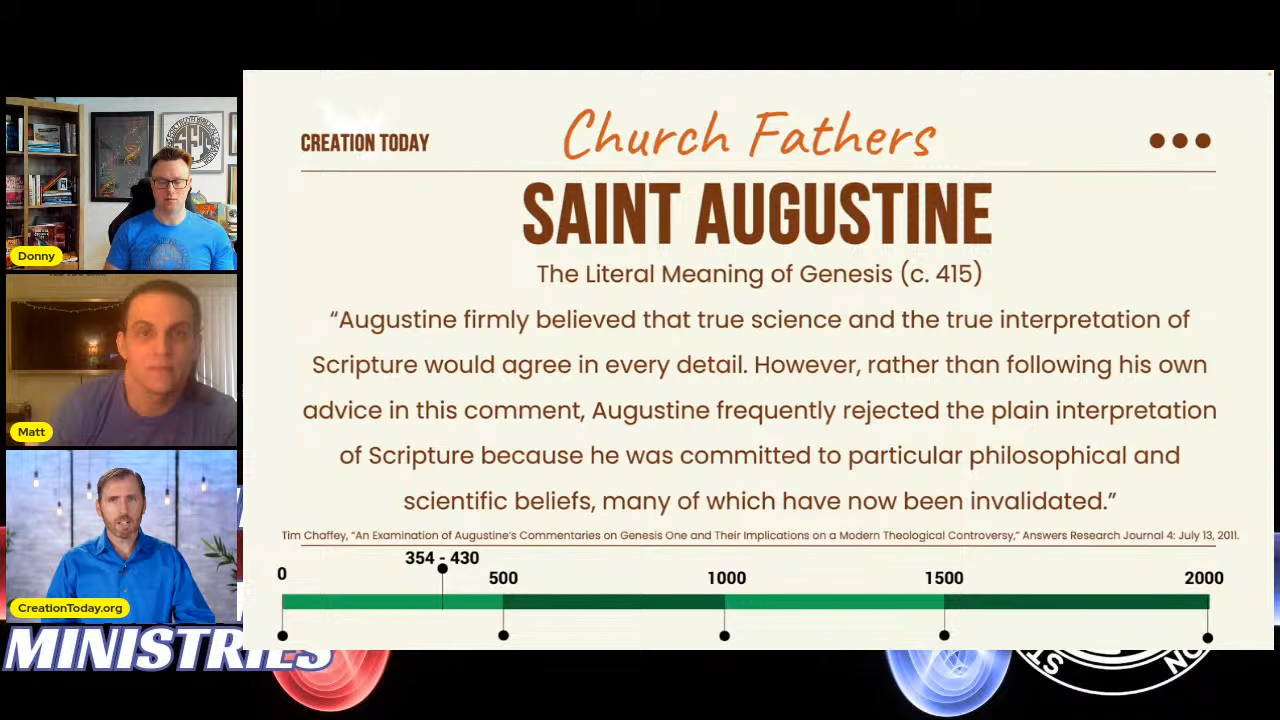 CREATION TODAY
Church Fathers
SAINT AUGUSTINE
The Literal Meaning of Genesis (c. 415)
“Augustine firmly believed that true science and the true interpretation of
Scripture would agree in every detail. However, rather than following his own
advice in this comment, Augustine frequently rejected the plain interpretation
of Scripture because he was committed to particular philosophical and
scientific beliefs, many of which have now been invalidated.”
Tim Chaffey, “An Examination of Augustine’s Commentaries on Genesis One and Their Implications on a Modern Theological Controversy,” Answers Research Journal 4: July 13, 2011.
354 - 430
0
500
1000
1500
2000
Donny
Matt
CreationToday.org
MINISTRIES
SFT